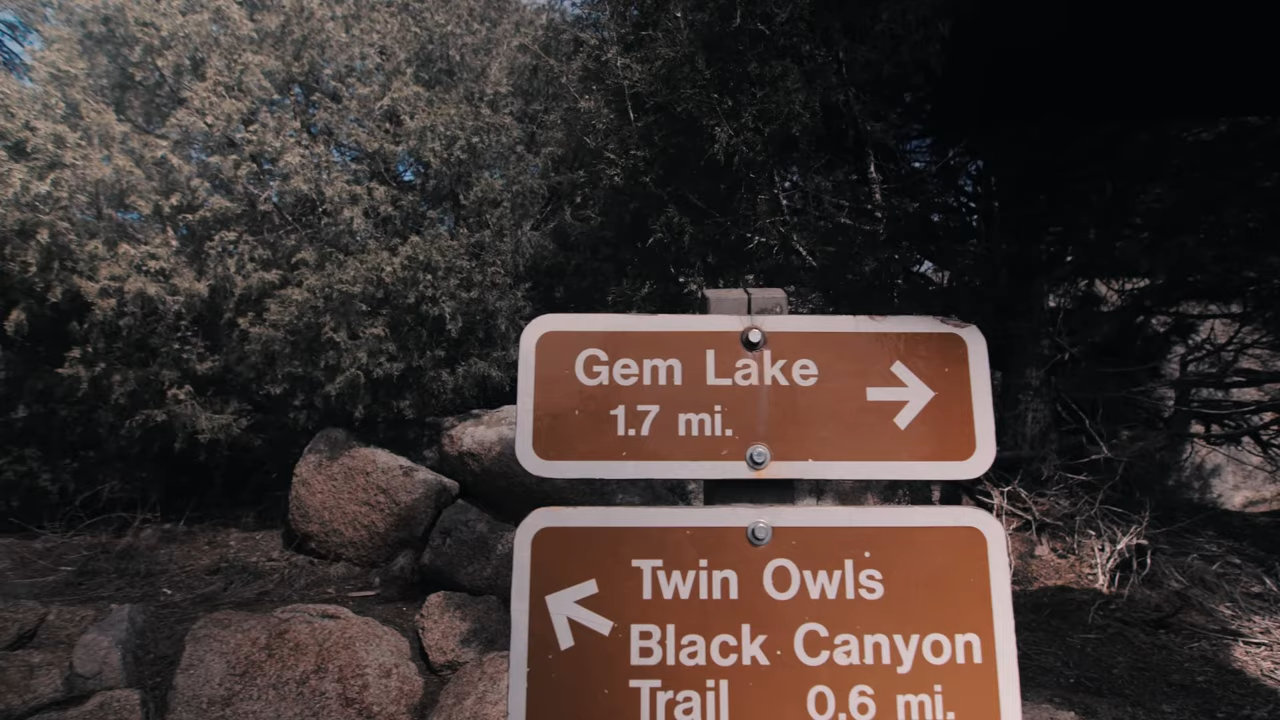 Gem Lake
1.7 mi.
Twin Owls
Black Canyon
Trail 0.6 mi.